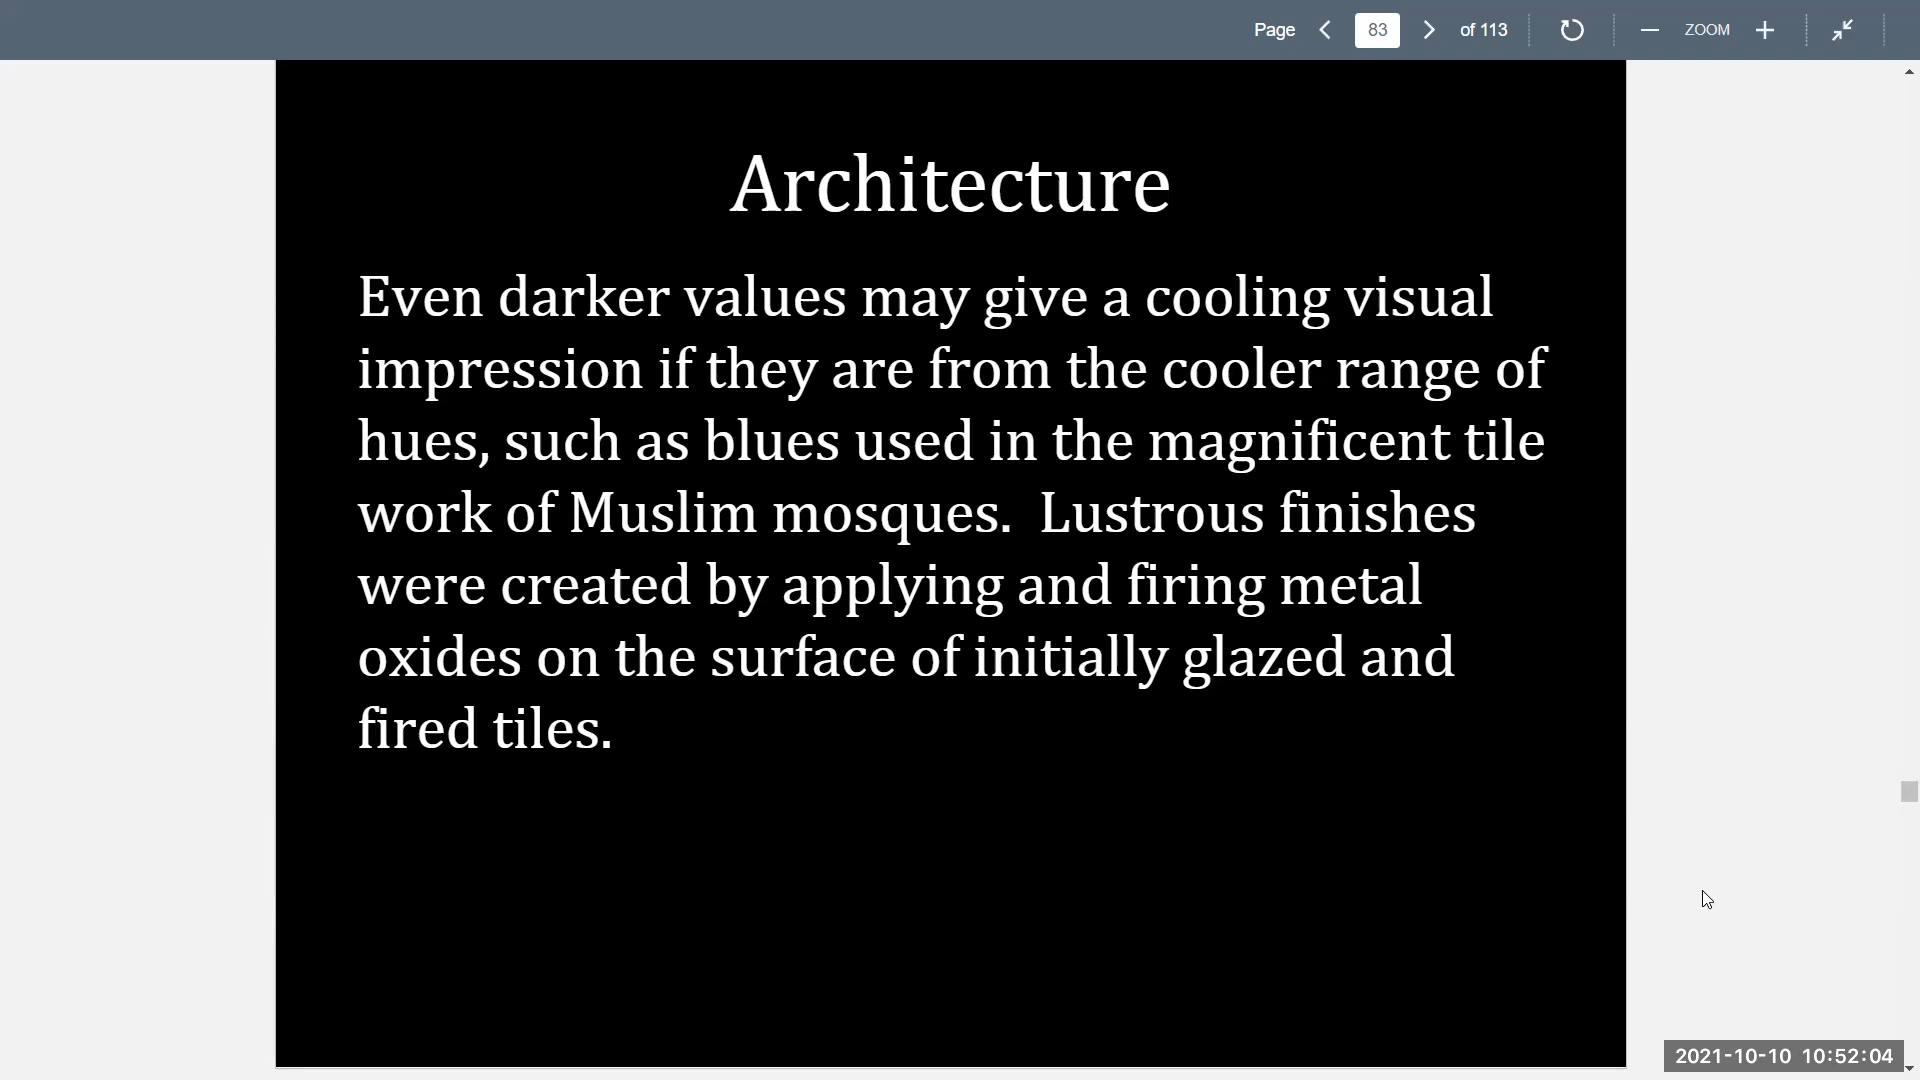 Page 83 of 113 ZOOM
Architecture
Even darker values may give a cooling visual
impression if they are from the cooler range of
hues, such as blues used in the magnificent tile
work of Muslim mosques.  Lustrous finishes
were created by applying and firing metal
oxides on the surface of initially glazed and
fired tiles.
2021-10-10 10:52:04